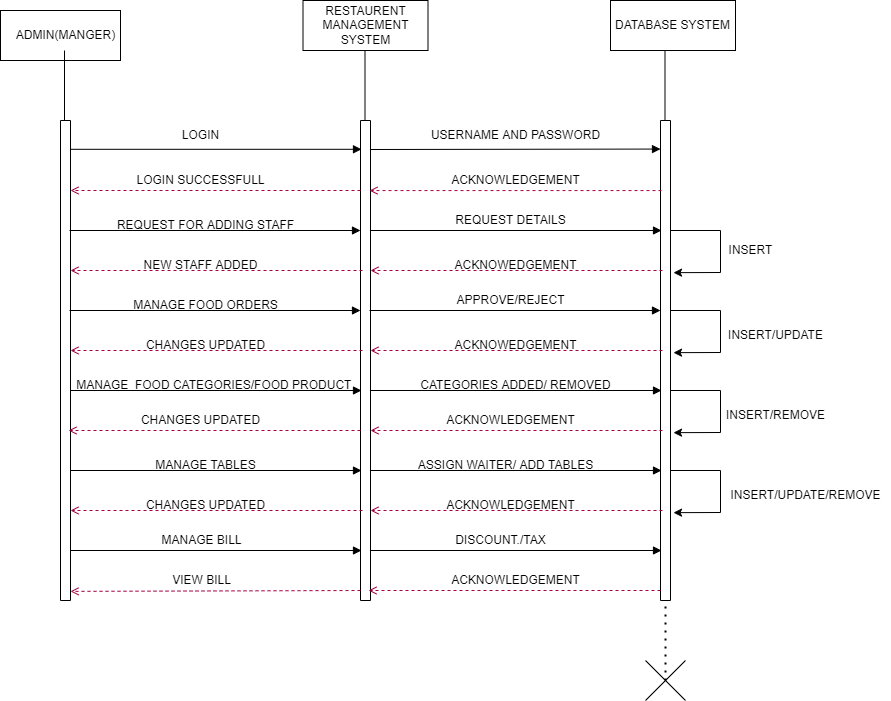 ADMIN(MANGER)
RESTAURENT
MANAGEMENT
SYSTEM
DATABASE SYSTEM
LOGIN
USERNAME AND PASSWORD
LOGIN SUCCESSFULL
ACKNOWLEDGEMENT
REQUEST FOR ADDING STAFF
REQUEST DETAILS
INSERT
NEW STAFF ADDED
ACKNOWEDGEMENT
MANAGE FOOD ORDERS
APPROVE/REJECT
INSERT/UPDATE
CHANGES UPDATED
ACKNOWEDGEMENT
MANAGE FOOD CATEGORIES/FOOD PRODUCT
CATEGORIES ADDED/ REMOVED
INSERT/REMOVE
CHANGES UPDATED
ACKNOWLEDGEMENT
MANAGE TABLES
ASSIGN WAITER/ ADD TABLES
INSERT/UPDATE/REMOVE
CHANGES UPDATED
ACKNOWLEDGEMENT
MANAGE BILL
DISCOUNT./TAX
VIEW BILL
ACKNOWLEDGEMENT